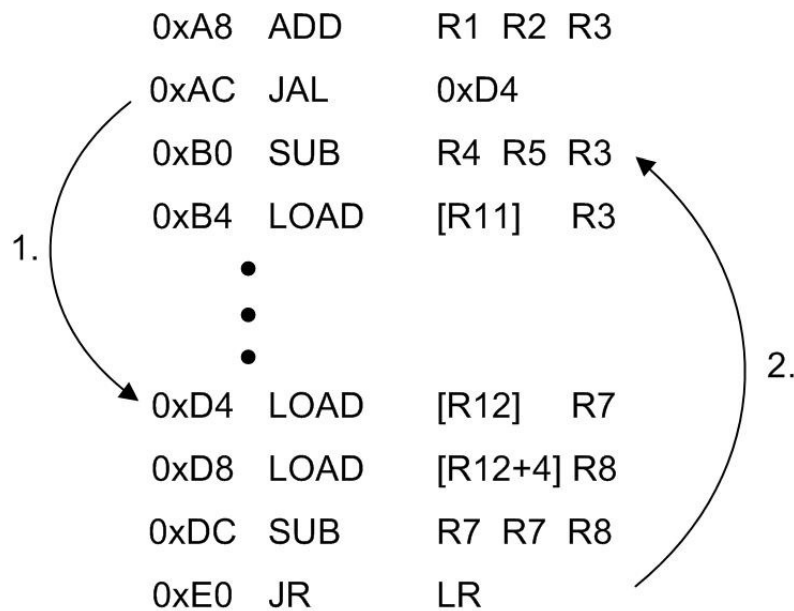 0xA8 ADD R1 R2 R3
0xAC JAL 0xD4
0xB0 SUB R4 R5 R3
0xB4 LOAD [R11] R3
1.
2.
0xD4 LOAD [R12] R7
0xD8 LOAD [R12+4] R8
0xDC SUB R7 R7 R8
0xE0 JR LR